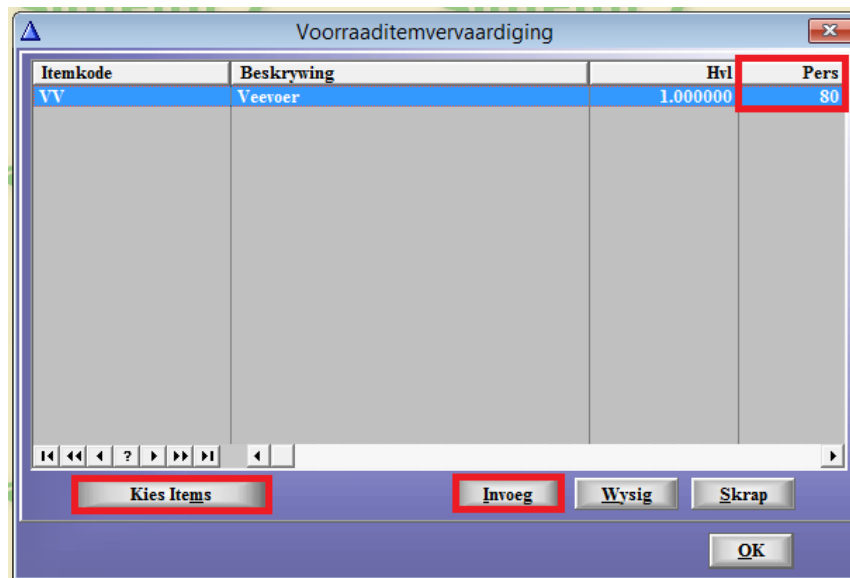 Voorraaditemvervaardiging
Itemkode Beskrywing Hvl Pers
VV Veevoer 1.000000 80
?
Kies Items Invoeg Wysig Skrap
OK